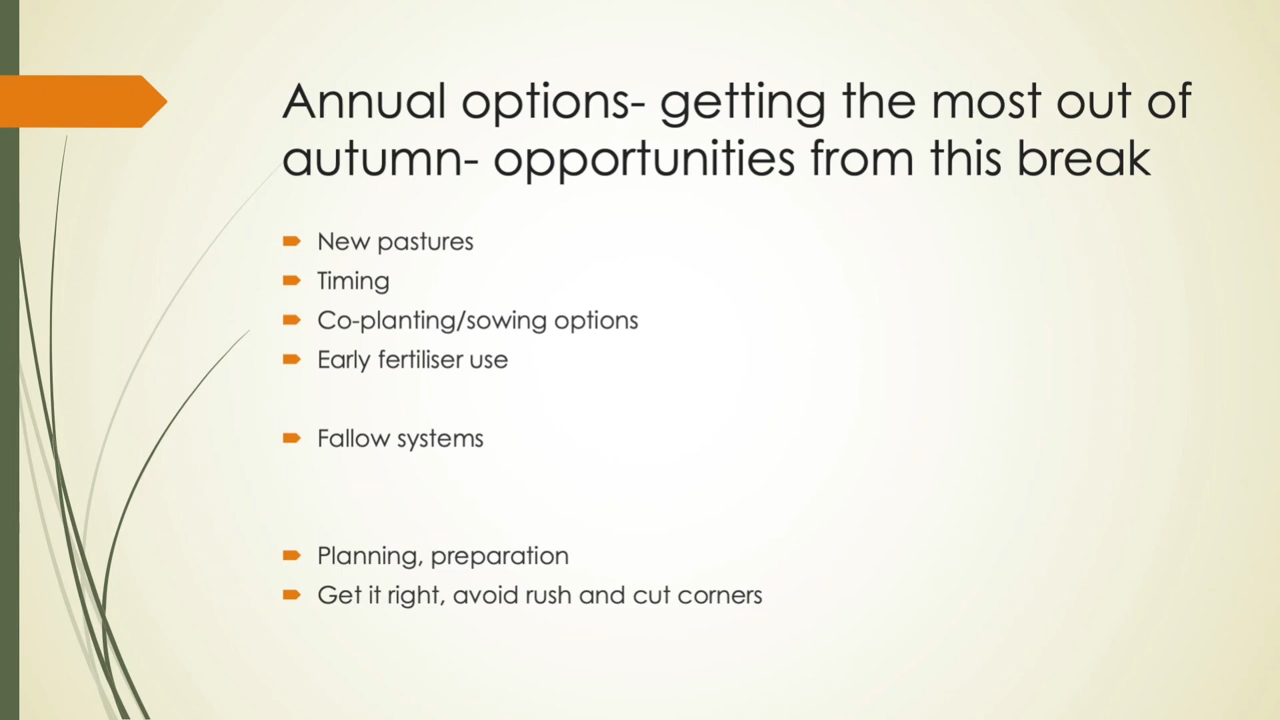 Annual options- getting the most out of
autumn- opportunities from this break
New pastures
Timing
Co-planting/sowing options
Early fertiliser use
Fallow systems
Planning, preparation
Get it right, avoid rush and cut corners